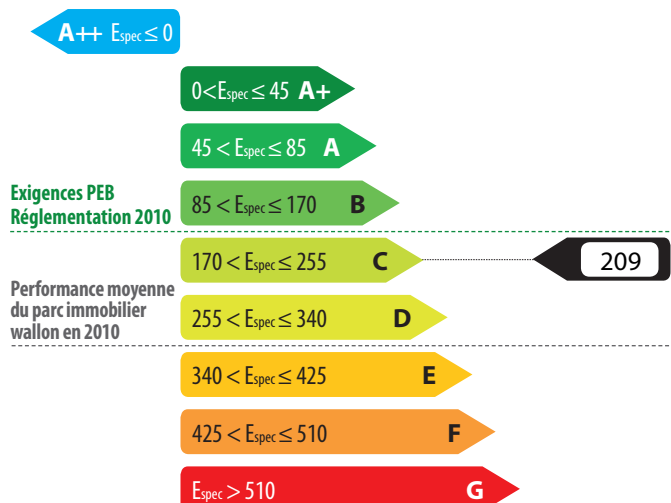 A++ Espec ≤ 0
0 < Espec ≤ 45 A+
45 < Espec ≤ 85 A
Exigences PEB
Réglementation 2010
85 < Espec ≤ 170 B
170 < Espec ≤ 255 C
209
Performance moyenne
du parc immobilier
wallon en 2010
255 < Espec ≤ 340 D
340 < Espec ≤ 425 E
425 < Espec ≤ 510 F
Espec > 510 G